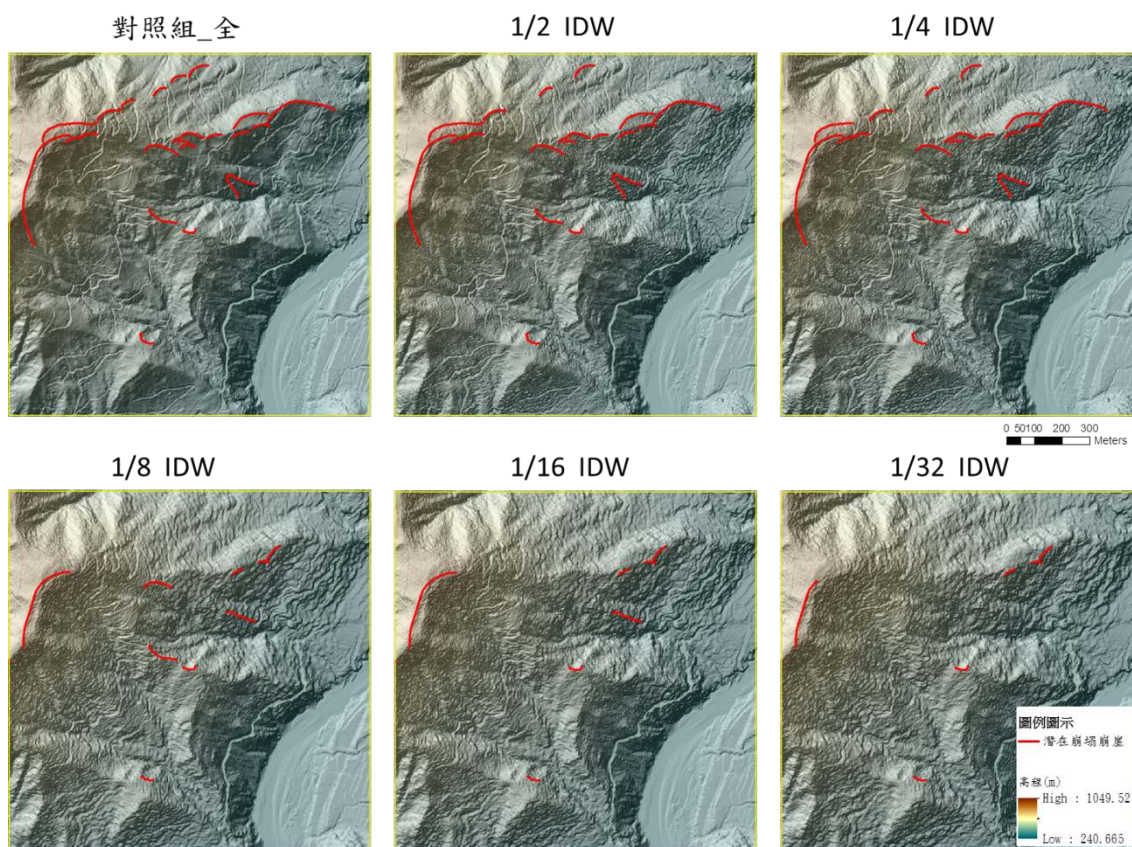 對照組_全
1/2 IDW
1/4 IDW
0 50100 200 300
Meters
1/8 IDW
1/16 IDW
1/32 IDW
圖例圖示
潛在崩塌崩崖
高程(m)
High : 1049.52
Low : 240.665